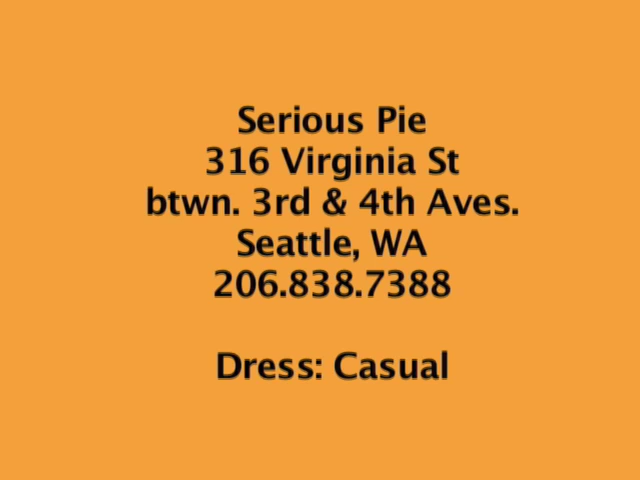 Serious Pie
316 Virginia St
btwn. 3rd & 4th Aves.
Seattle, WA
206.838.7388
Dress: Casual